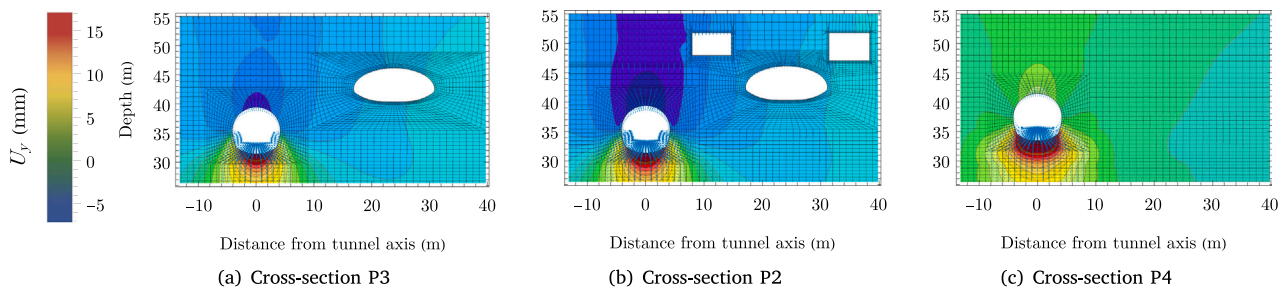 U_y (mm)
15
10
5
0
−5
Depth (m)
55
50
45
40
35
30
−10 0 10 20 30 40
Distance from tunnel axis (m)
(a) Cross-section P3
55
50
45
40
35
30
−10 0 10 20 30 40
Distance from tunnel axis (m)
(b) Cross-section P2
55
50
45
40
35
30
−10 0 10 20 30 40
Distance from tunnel axis (m)
(c) Cross-section P4